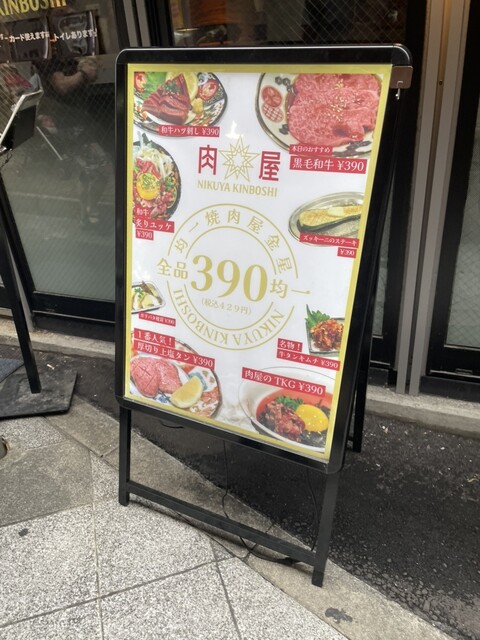 KINBOSHI
カード使えます
トイレあります
和牛ハツ刺し ¥390
本日のおすすめ
黒毛和牛 ¥390
肉 屋
NIKUYA KINBOSHI
和牛
炙りユッケ
¥390
ズッキーニのステーキ
¥390
均一焼肉屋金星
全品390均一
(税込429円)
NIKUYA KINBOSHI
¥390
1番人気!
厚切り上塩タン ¥390
名物!
牛タンキムチ ¥390
肉屋のTKG ¥390